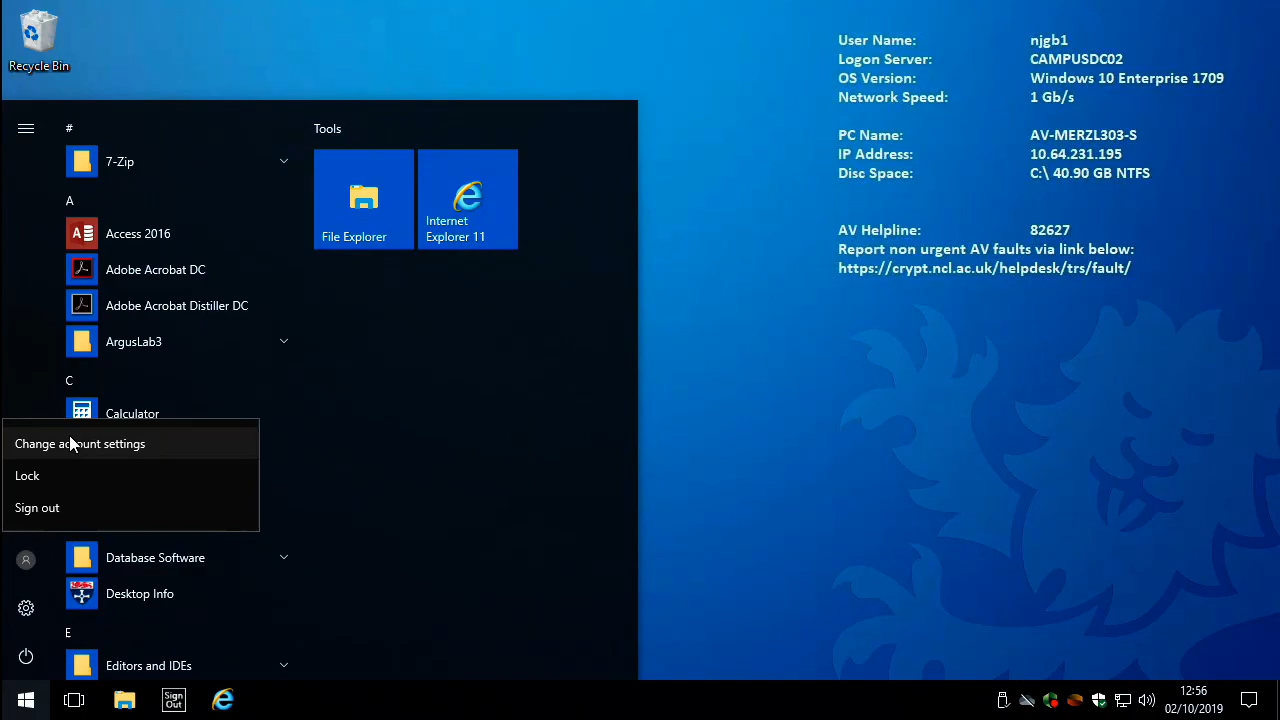 Recycle Bin
User Name: njgb1
Logon Server: CAMPUSDC02
OS Version: Windows 10 Enterprise 1709
Network Speed: 1 Gb/s
PC Name: AV-MERZL303-S
IP Address: 10.64.231.195
Disc Space: C:\ 40.90 GB NTFS
AV Helpline: 82627
Report non urgent AV faults via link below:
https://crypt.ncl.ac.uk/helpdesk/trs/fault/
#
7-Zip
A
Access 2016
Adobe Acrobat DC
Adobe Acrobat Distiller DC
ArgusLab3
C
Calculator
Change account settings
Lock
Sign out
Database Software
Desktop Info
E
Editors and IDEs
Tools
File Explorer
Internet
Explorer 11
Sign
Out
12:56
02/10/2019